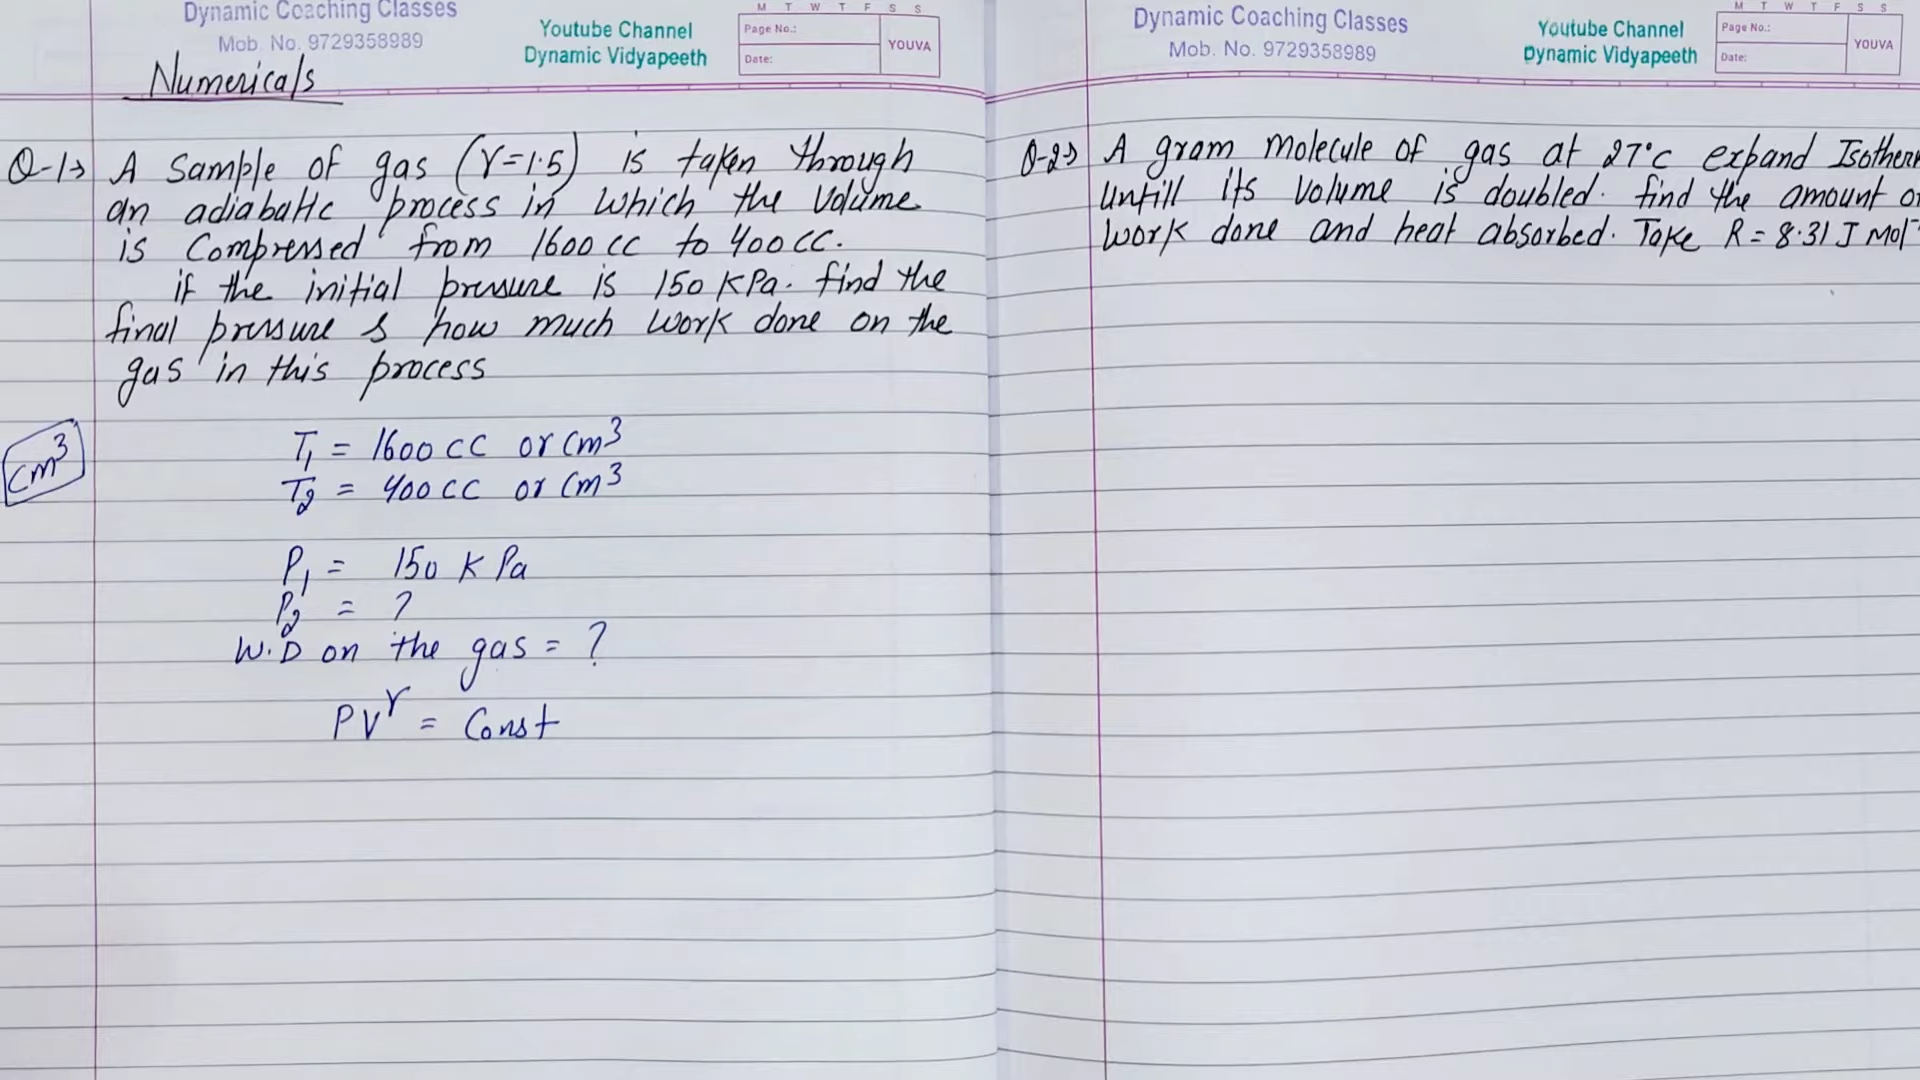 Dynamic Coaching Classes
Mob. No. 9729358989
Youtube Channel
Dynamic Vidyapeeth
M T W T F S S
Page No.:
Date:
YOUVA
Numericals
Q-1→ A Sample of gas (γ=1.5) is taken through
an adiabatic process in which the Volume
is Compressed from 1600 cc to 400 cc.
if the initial pressure is 150 KPa. find the
final pressure & how much work done on the
gas in this process
cm³
T₁ = 1600 cc or cm³
T₂ = 400 cc or cm³
P₁ = 150 K Pa
P₂ = ?
W.D on the gas = ?
PV^γ = Const
Dynamic Coaching Classes
Mob. No. 9729358989
Youtube Channel
Dynamic Vidyapeeth
M T W T F S S
Page No.:
Date:
YOUVA
Q-2→ A gram molecule of gas at 27°C expand Isother
Untill its volume is doubled. find the amount o
work done and heat absorbed. Take R = 8.31 J Mol